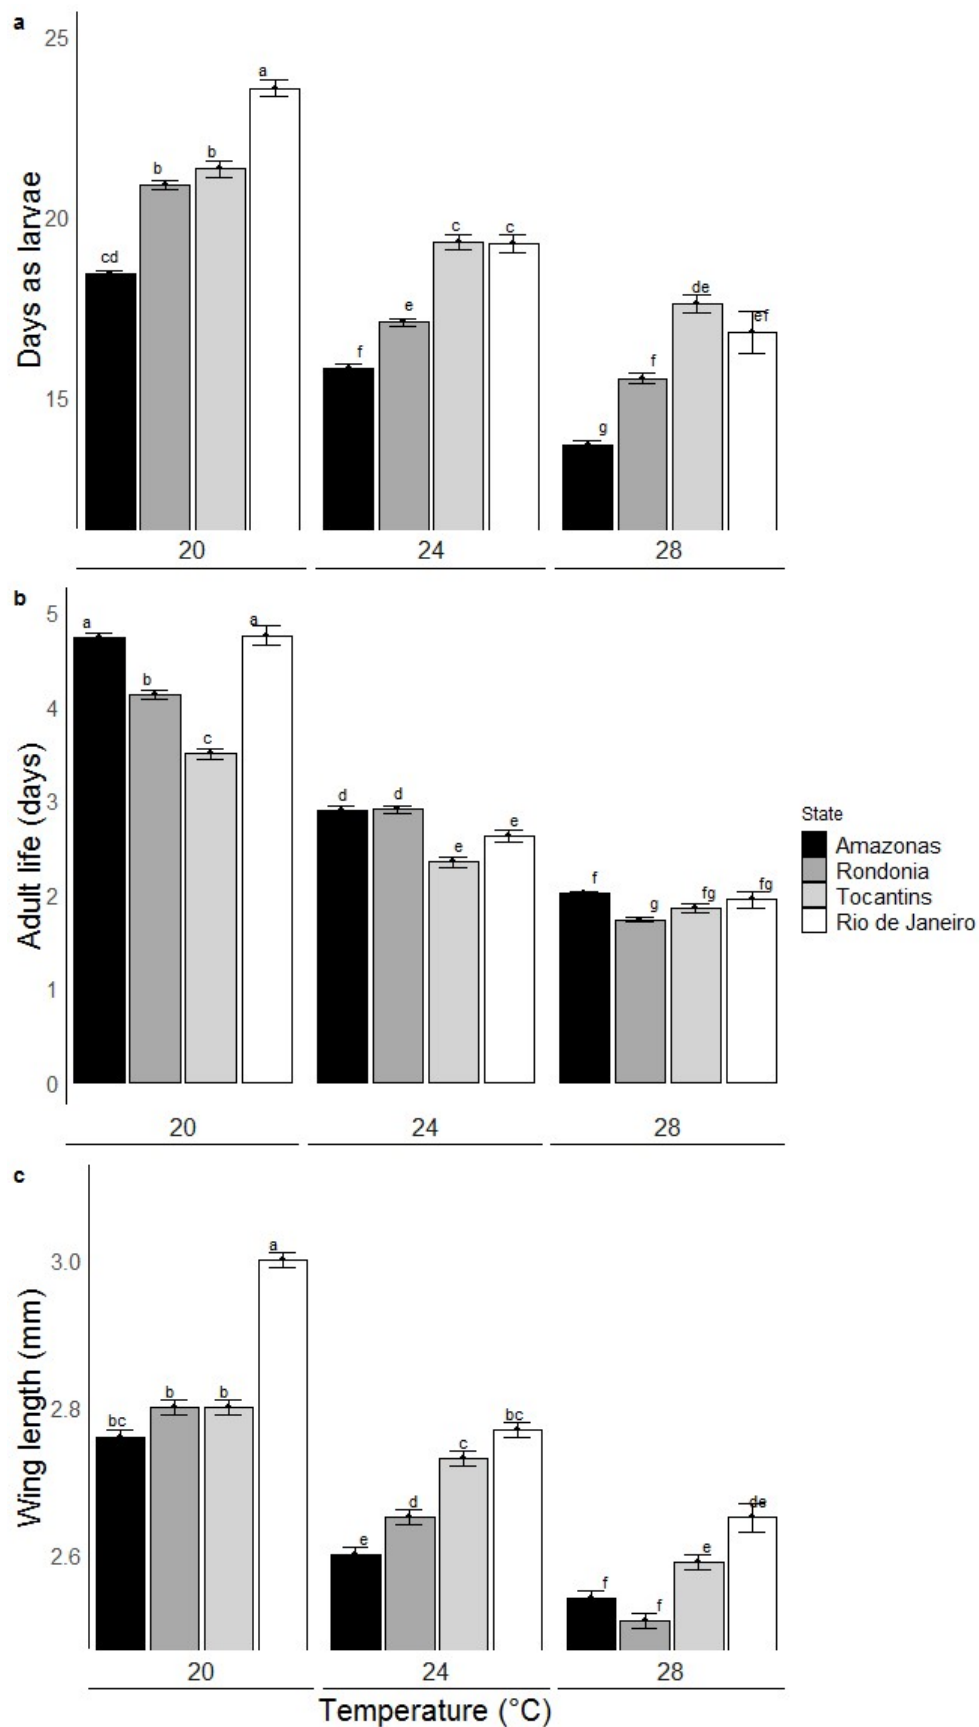 a
25
20
15
Days as larvae
cd
b
b
a
f
e
c
c
g
f
de
ef
20
24
28
b
5
4
3
2
1
0
Adult life (days)
a
b
c
a
d
d
e
e
f
g
fg
fg
20
24
28
State
Amazonas
Rondonia
Tocantins
Rio de Janeiro
c
3.0
2.8
2.6
Wing length (mm)
bc
b
b
a
e
d
c
bc
f
f
e
de
20
24
28
Temperature (°C)